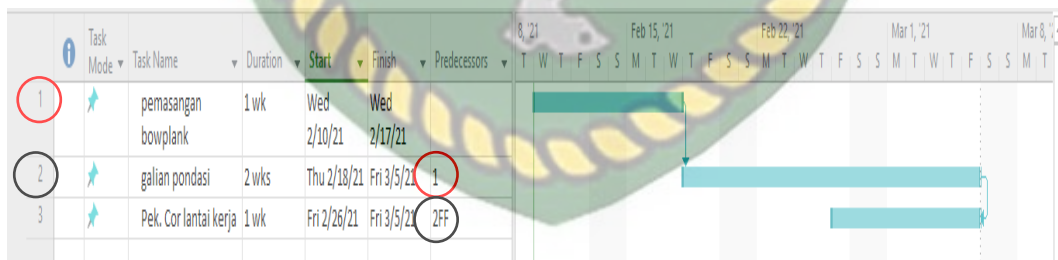 8, '21 Feb 15, '21 Feb 22, '21 Mar 1, '21 Mar 8, '2
Task Mode Task Name Duration Start Finish Predecessors T W T F S S M T W T F S S M T W T F S S M T W T F S S M T
1 pemasangan bowplank 1 wk Wed 2/10/21 Wed 2/17/21
2 galian pondasi 2 wks Thu 2/18/21 Fri 3/5/21 1
3 Pek. Cor lantai kerja 1 wk Fri 2/26/21 Fri 3/5/21 2FF